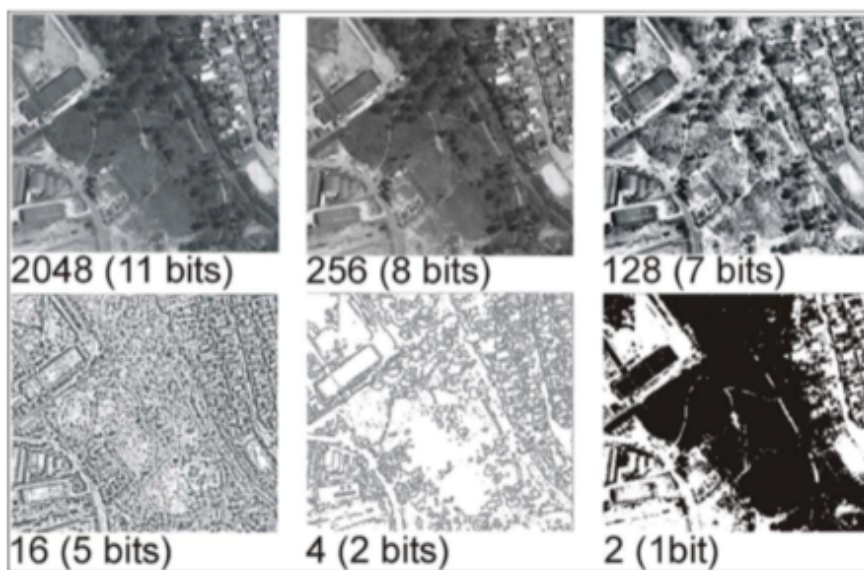 2048 (11 bits)
256 (8 bits)
128 (7 bits)
16 (5 bits)
4 (2 bits)
2 (1bit)